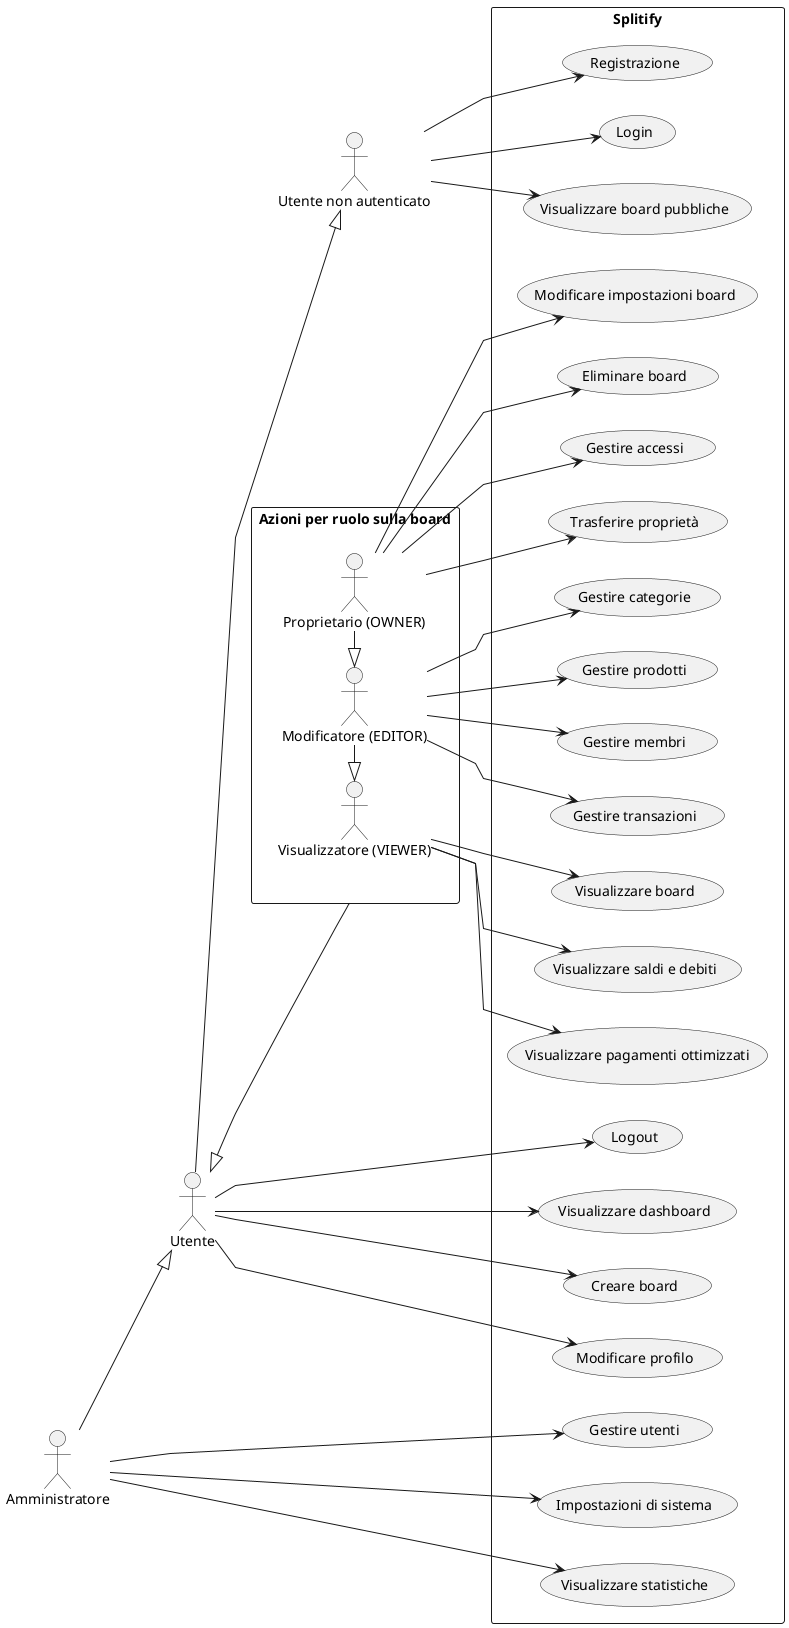 Splitify
Registrazione
Login
Utente non autenticato
Visualizzare board pubbliche
Modificare impostazioni board
Eliminare board
Gestire accessi
Azioni per ruolo sulla board
Trasferire proprietà
Gestire categorie
Proprietario (OWNER)
Gestire prodotti
Modificatore (EDITOR)
Gestire membri
Gestire transazioni
Visualizzatore (VIEWER)
Visualizzare board
Visualizzare saldi e debiti
Visualizzare pagamenti ottimizzati
Logout
Visualizzare dashboard
Utente
Creare board
Modificare profilo
Gestire utenti
Amministratore
Impostazioni di sistema
Visualizzare statistiche